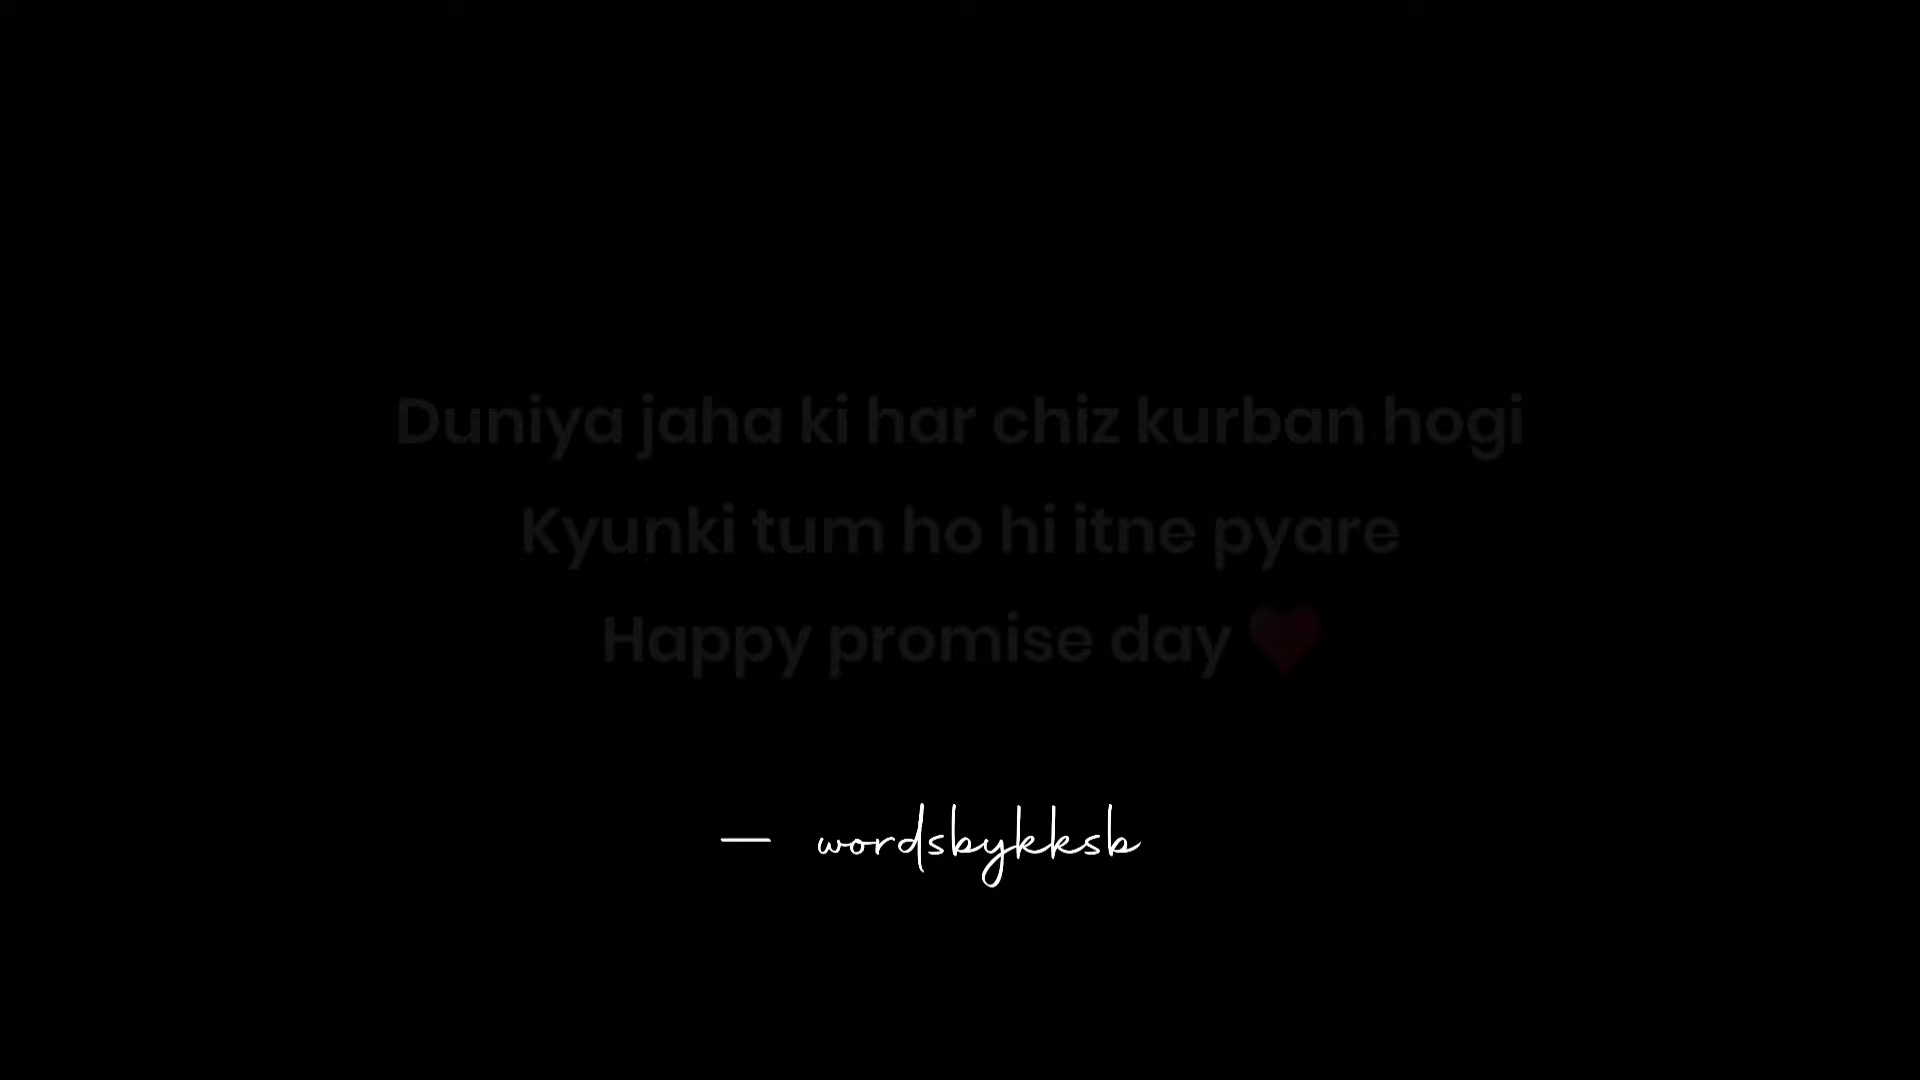 Duniya jaha ki har chiz kurban hogi
Kyunki tum ho hi itne pyare
Happy promise day ♥
— wordsbykksb